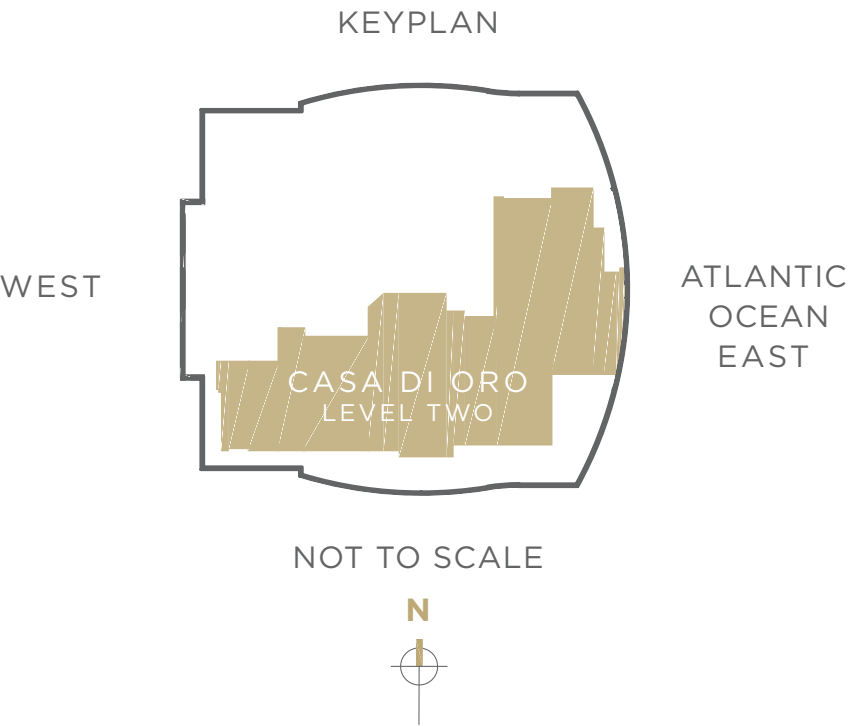 KEYPLAN
WEST
ATLANTIC
OCEAN
EAST
CASA DI ORO
LEVEL TWO
NOT TO SCALE
N